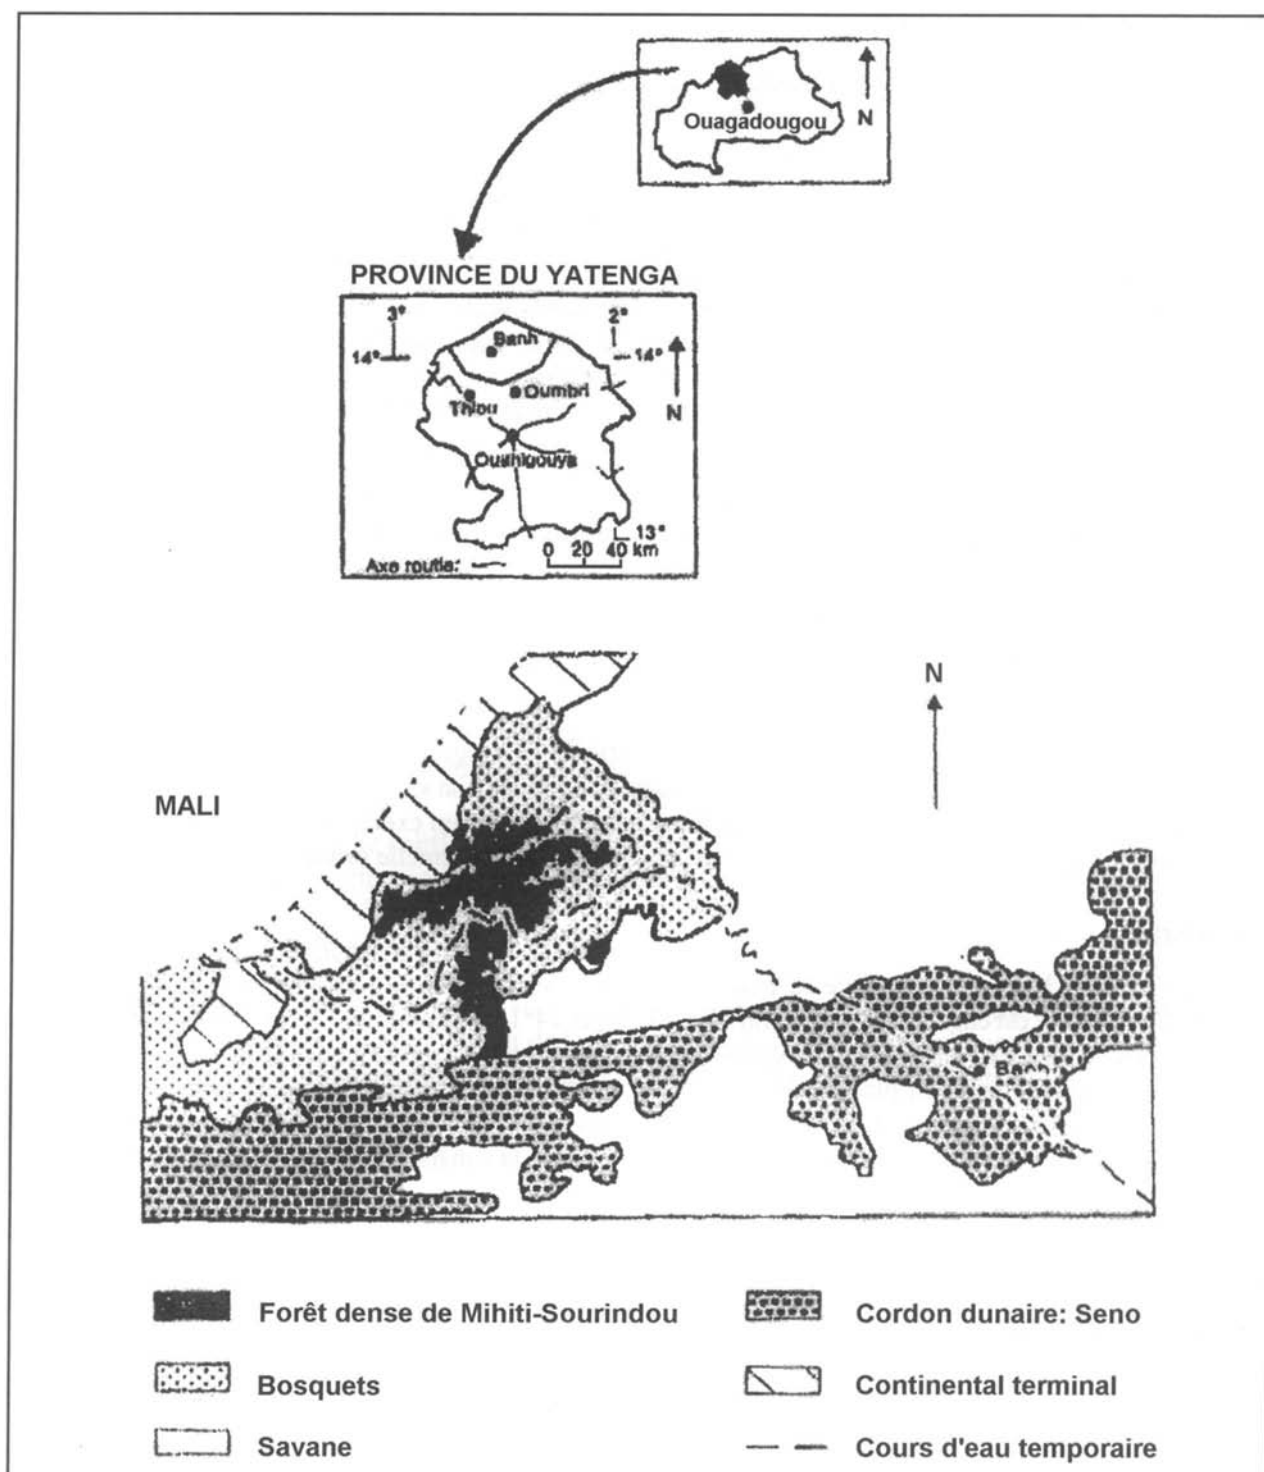 Ouagadougou
N
PROVINCE DU YATENGA
3° 2°
14° 14°
Banh
Thiou Oumbri
N
Ouahigouya
13°
0 20 40 km
Axe routier
N
MALI
Banh
Forêt dense de Mihiti-Sourindou
Cordon dunaire: Seno
Bosquets
Continental terminal
Savane
Cours d'eau temporaire